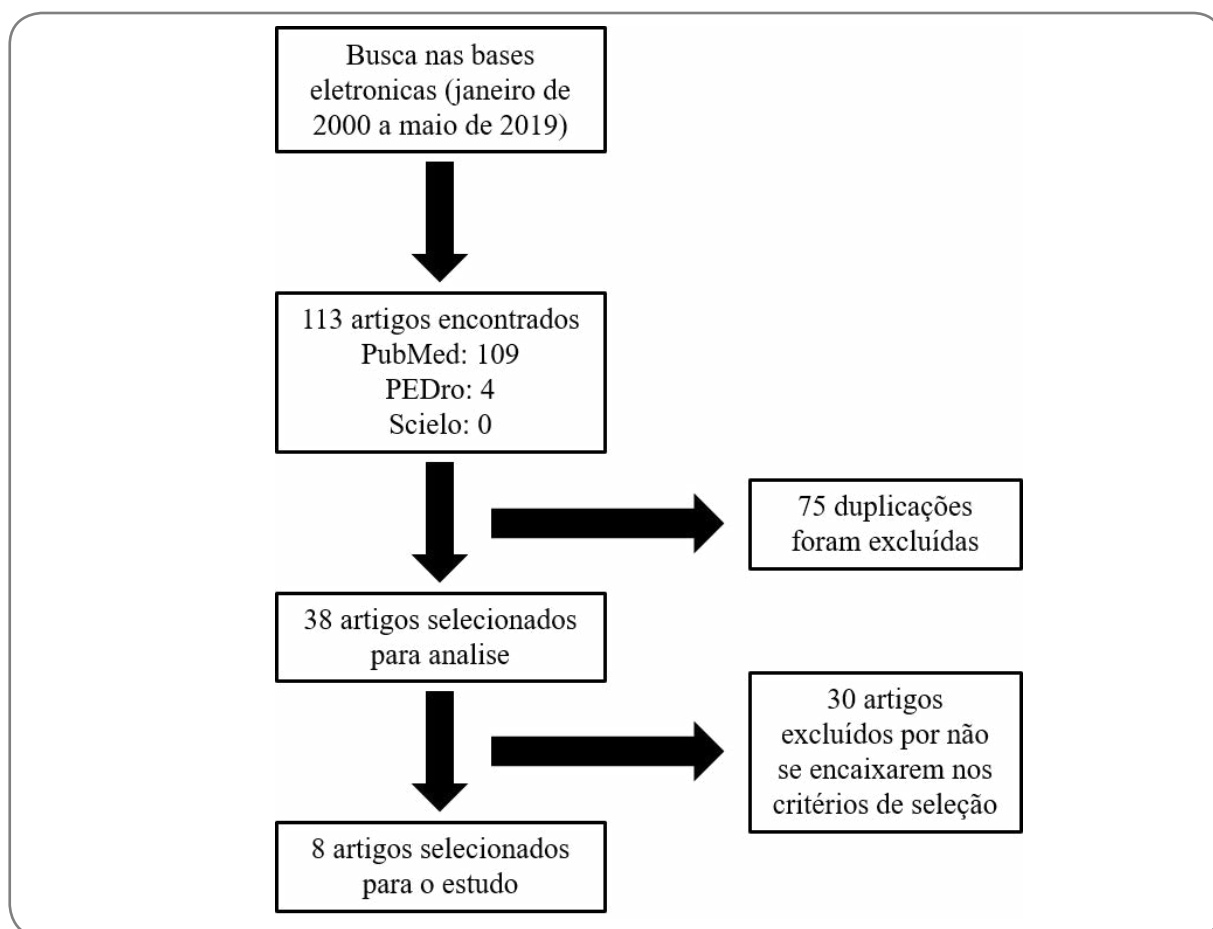 Busca nas bases
eletronicas (janeiro de
2000 a maio de 2019)
113 artigos encontrados
PubMed: 109
PEDro: 4
Scielo: 0
75 duplicações
foram excluídas
38 artigos selecionados
para analise
30 artigos
excluídos por não
se encaixarem nos
critérios de seleção
8 artigos selecionados
para o estudo